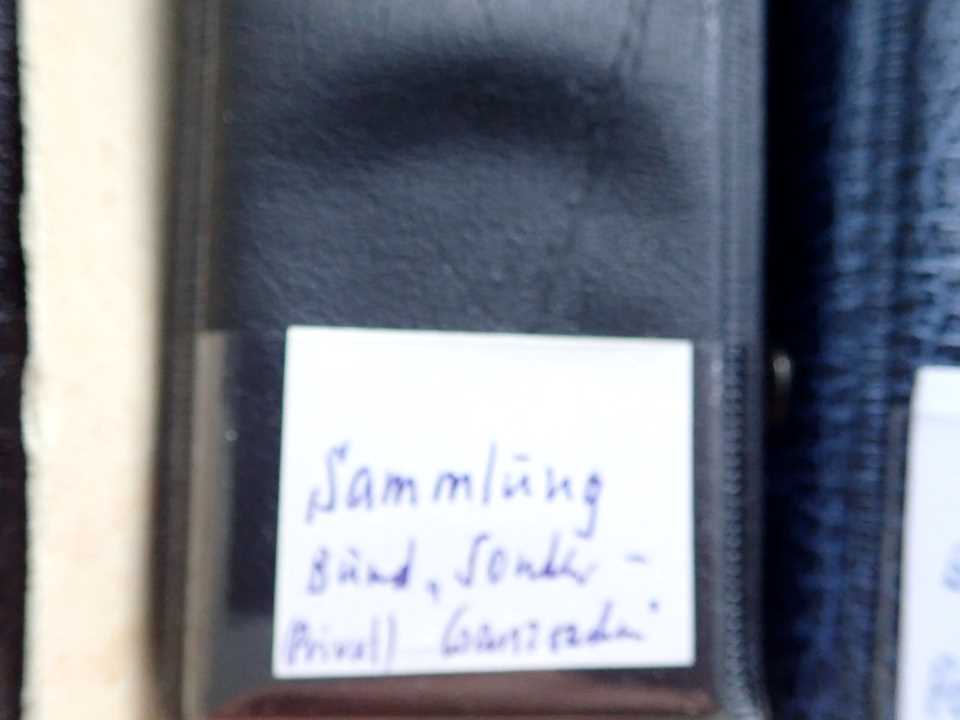 Sammlung
Bund „Sonder-
(Privat) Ganzsachen"